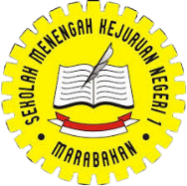 SEKOLAH MENENGAH KEJURUAN NEGERI 1
MARABAHAN